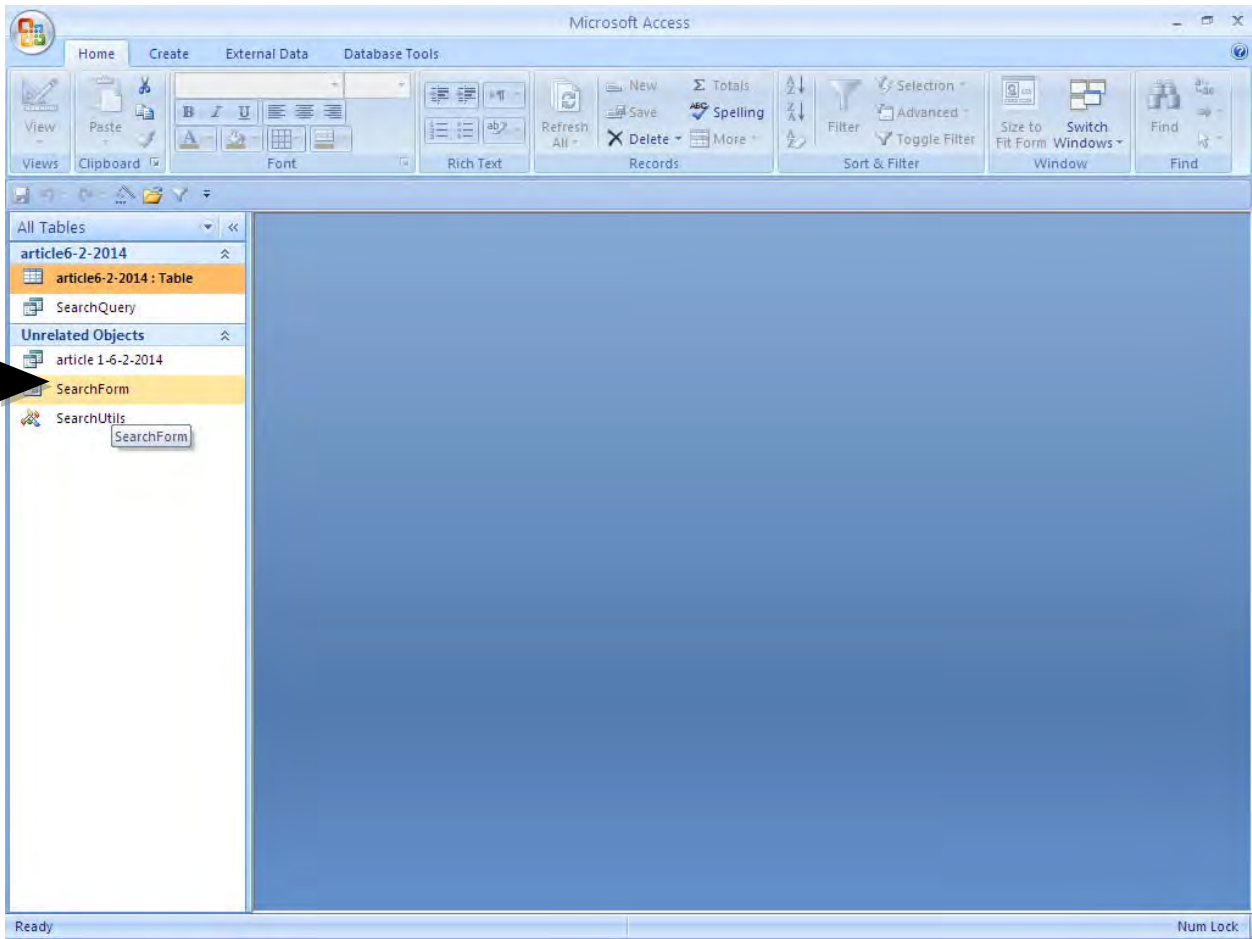 Microsoft Access
Home Create External Data Database Tools
New Σ Totals Selection
B I U Save Spelling Advanced
View Paste Refresh All Delete More Filter Toggle Filter Size to Fit Form Switch Windows Find
Views Clipboard Font Rich Text Records Sort & Filter Window Find
All Tables
article6-2-2014
article6-2-2014 : Table
SearchQuery
Unrelated Objects
article 1-6-2-2014
SearchForm
SearchUtils
SearchForm
Ready Num Lock